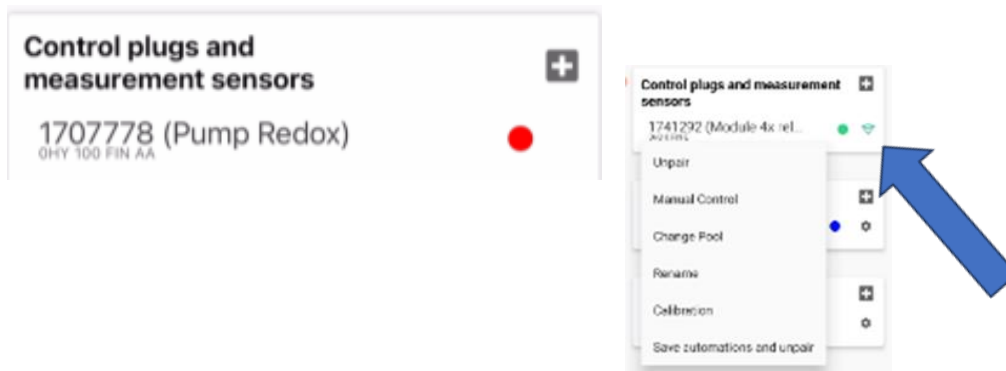 Control plugs and
measurement sensors
1707778 (Pump Redox)
0HY 100 FIN AA
Control plugs and measurement
sensors
1741292 (Module 4x rel...
Unpair
Manual Control
Change Pool
Rename
Calibration
Save automations and unpair